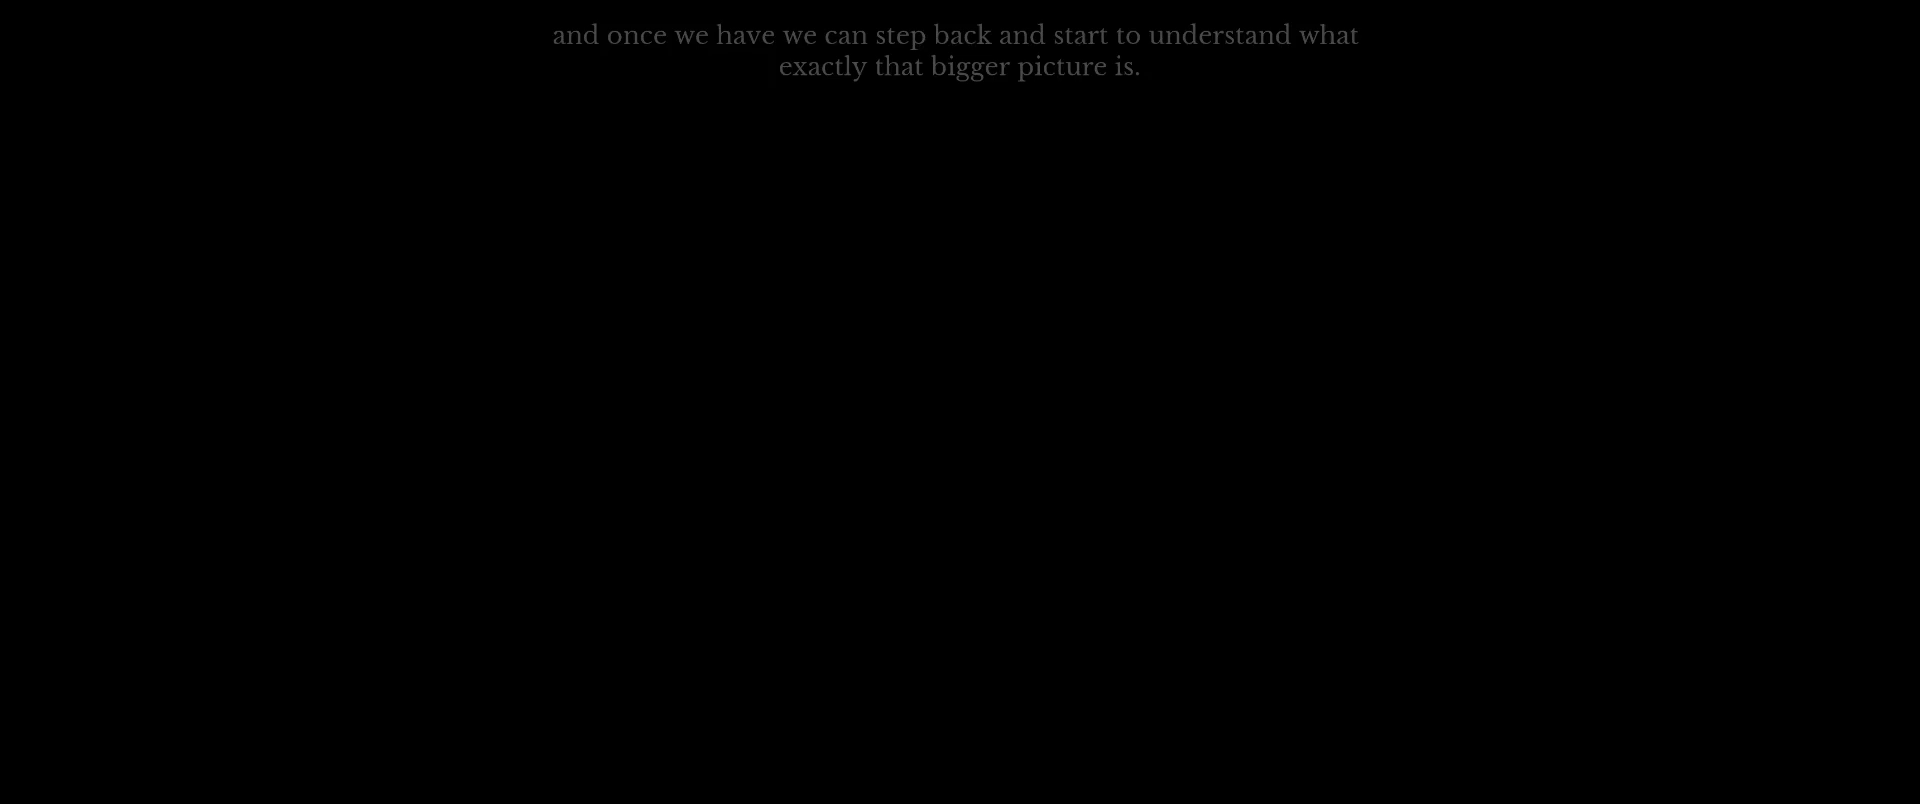 and once we have we can step back and start to understand what
exactly that bigger picture is.